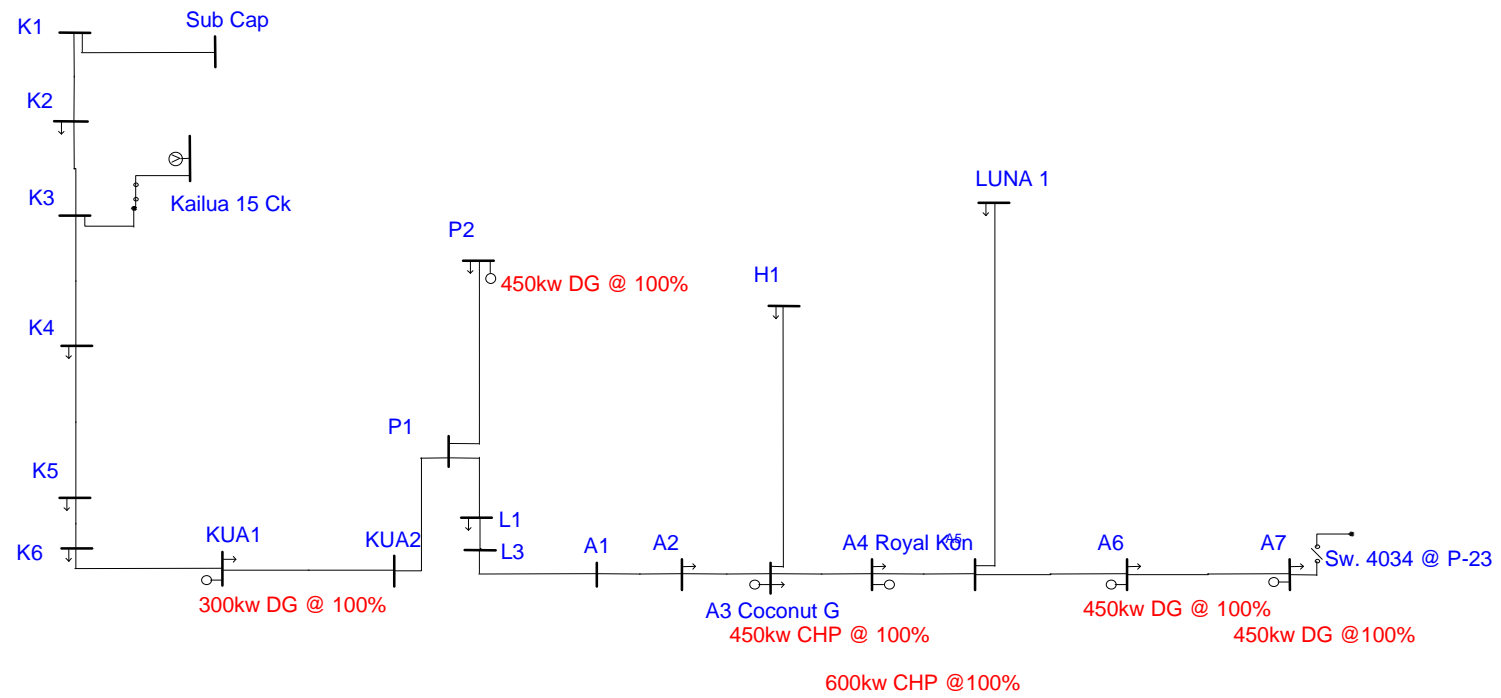 Sub Cap
K1
K2
Kailua 15 Ck
K3
LUNA 1
P2
450kw DG @ 100%
H1
K4
P1
K5
L1
KUA1
KUA2
L3
K6
A1
A2
A4 Royal Kon
A5
A6
A7
Sw. 4034 @ P-23
300kw DG @ 100%
A3 Coconut G
450kw CHP @ 100%
450kw DG @ 100%
450kw DG @100%
600kw CHP @100%